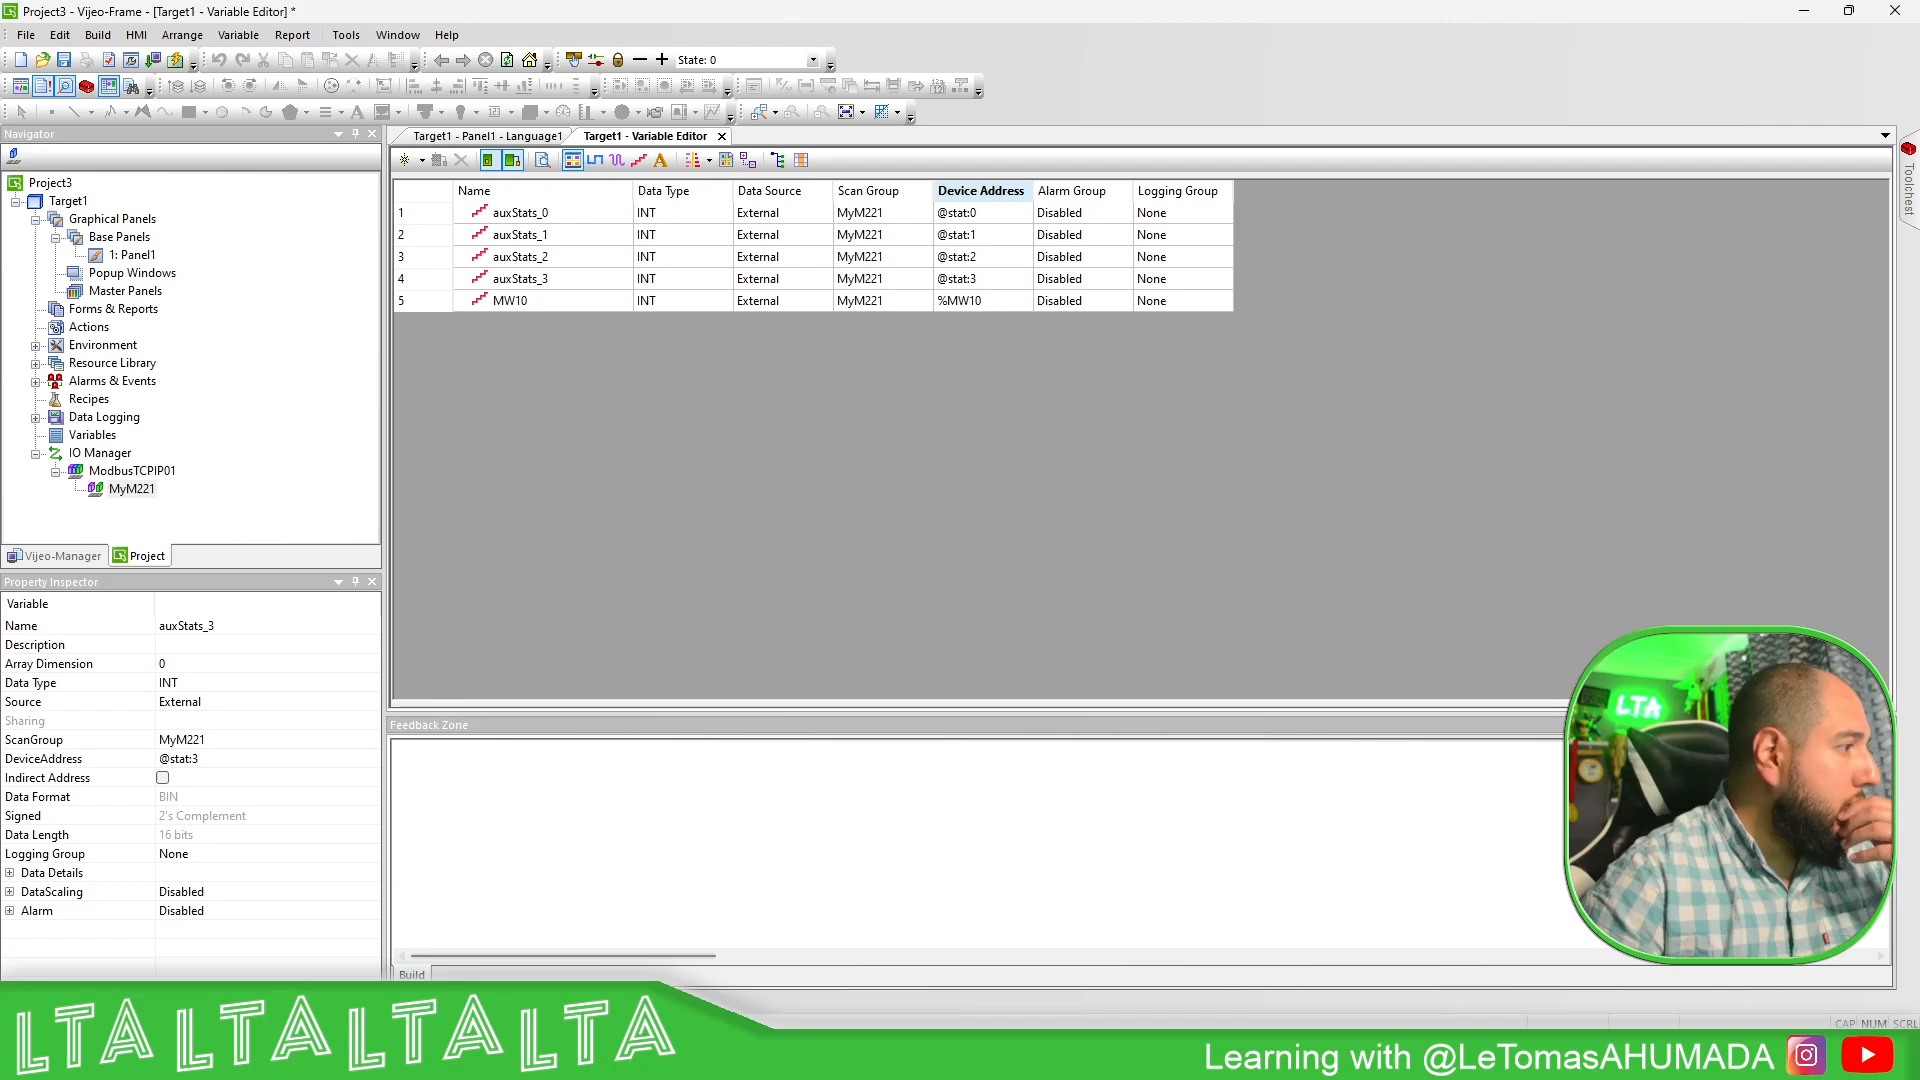 Project3 - Vijeo-Frame - [Target1 - Variable Editor] *
File Edit Build HMI Arrange Variable Report Tools Window Help
State: 0
Navigator
Target1 - Panel1 - Language1
Target1 - Variable Editor
Toolchest
Project3
Target1
Graphical Panels
Base Panels
1: Panel1
Popup Windows
Master Panels
Forms & Reports
Actions
Environment
Resource Library
Alarms & Events
Recipes
Data Logging
Variables
IO Manager
ModbusTCPIP01
MyM221
Vijeo-Manager Project
Name Data Type Data Source Scan Group Device Address Alarm Group Logging Group
1 auxStats_0 INT External MyM221 @stat:0 Disabled None
2 auxStats_1 INT External MyM221 @stat:1 Disabled None
3 auxStats_2 INT External MyM221 @stat:2 Disabled None
4 auxStats_3 INT External MyM221 @stat:3 Disabled None
5 MW10 INT External MyM221 %MW10 Disabled None
Property Inspector
Variable
Name auxStats_3
Description
Array Dimension 0
Data Type INT
Source External
Sharing
ScanGroup MyM221
DeviceAddress @stat:3
Indirect Address
Data Format BIN
Signed 2's Complement
Data Length 16 bits
Logging Group None
Data Details
DataScaling Disabled
Alarm Disabled
Feedback Zone
Build
LTA
CAP NUM SCRL
LTALTALTALTA
Learning with @LeTomasAHUMADA